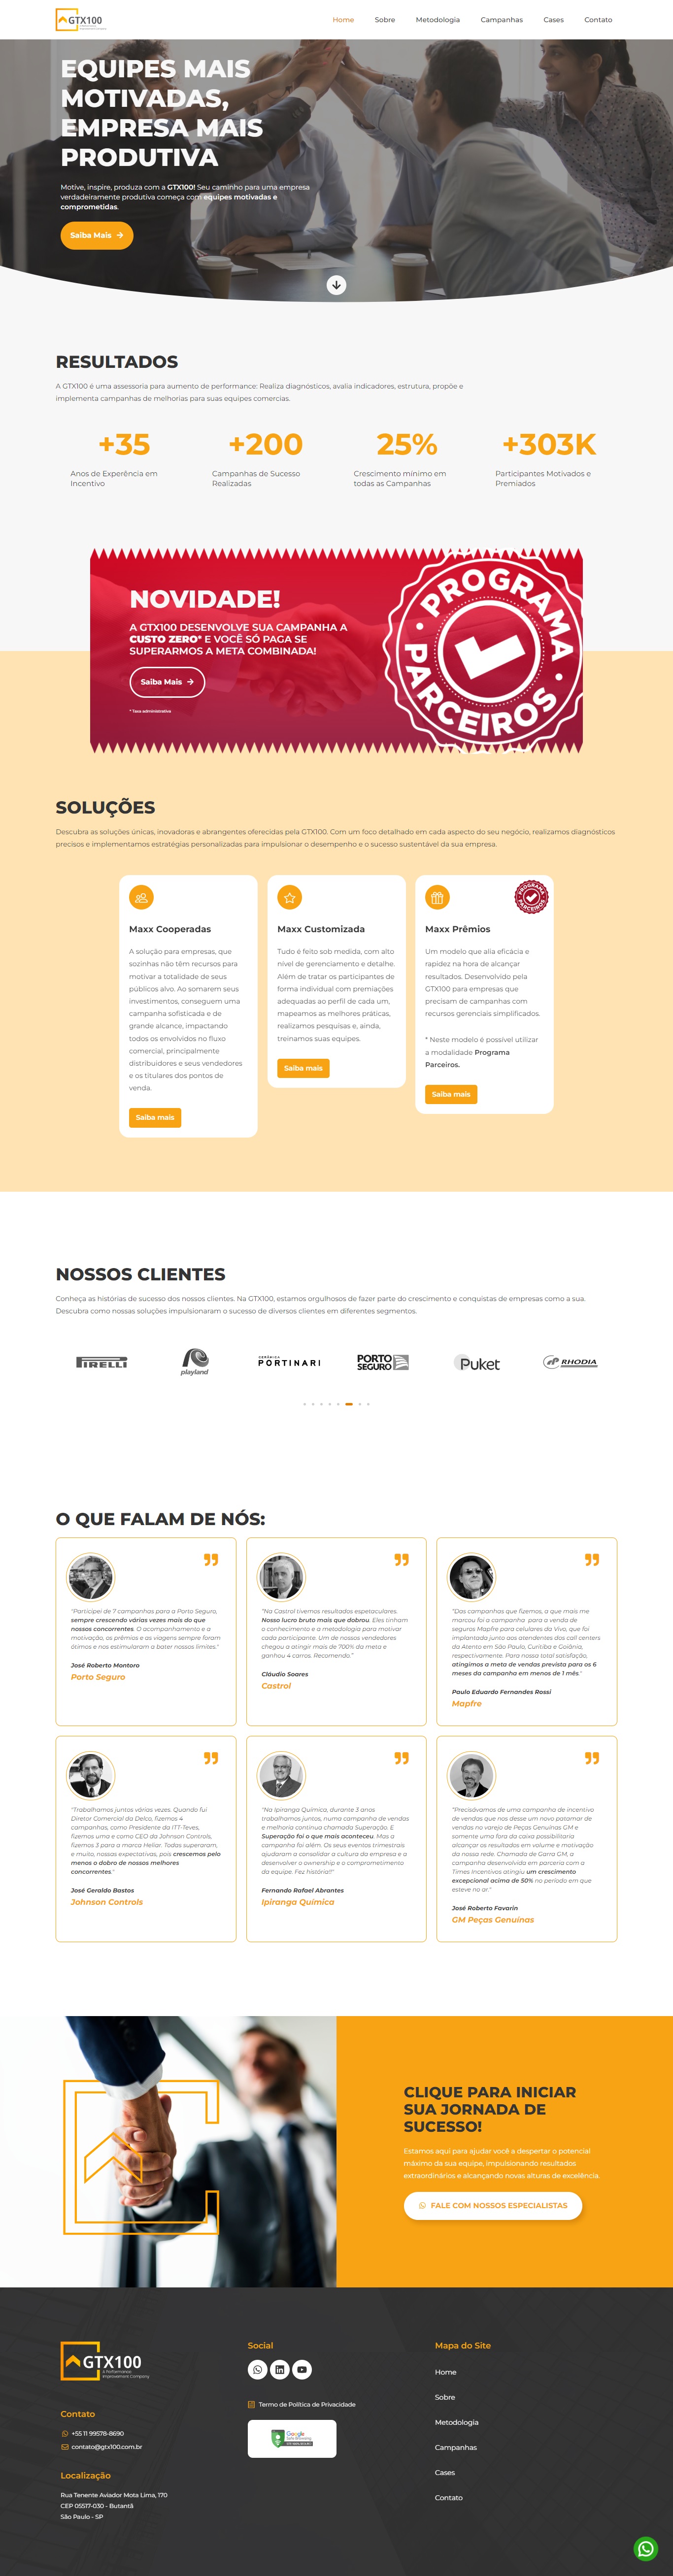 GTX100
Home
Sobre
Metodologia
Campanhas
Cases
Contato
EQUIPES MAIS
MOTIVADAS,
EMPRESA MAIS
PRODUTIVA
Motive, inspire, produza com a GTX100! Seu caminho para uma empresa
verdadeiramente produtiva começa com equipes motivadas e
comprometidas.
Saiba Mais
RESULTADOS
A GTX100 é uma assessoria para aumento de performance: Realiza diagnósticos, avalia indicadores, estrutura, propõe e
implementa campanhas de melhorias para suas equipes comercias.
+35
Anos de Experência em
Incentivo
+200
Campanhas de Sucesso
Realizadas
25%
Crescimento mínimo em
todas as Campanhas
+303K
Participantes Motivados e
Premiados
NOVIDADE!
A GTX100 DESENVOLVE SUA CAMPANHA A
CUSTO ZERO* E VOCÊ SÓ PAGA SE
SUPERARMOS A META COMBINADA!
Saiba Mais
* Taxa administrativa
PROGRAMA
PARCEIROS
SOLUÇÕES
Descubra as soluções únicas, inovadoras e abrangentes oferecidas pela GTX100. Com um foco detalhado em cada aspecto do seu negócio, realizamos diagnósticos
precisos e implementamos estratégias personalizadas para impulsionar o desempenho e o sucesso sustentável da sua empresa.
Maxx Cooperadas
A solução para empresas, que
sozinhas não têm recursos para
motivar a totalidade de seus
públicos alvo. Ao somarem seus
investimentos, conseguem uma
campanha sofisticada e de
grande alcance, impactando
todos os envolvidos no fluxo
comercial, principalmente
distribuidores e seus vendedores
e os titulares dos pontos de
venda.
Saiba mais
Maxx Customizada
Tudo é feito sob medida, com alto
nível de gerenciamento e detalhe.
Além de tratar os participantes de
forma individual com premiações
adequadas ao perfil de cada um,
mapeamos as melhores práticas,
realizamos pesquisas e, ainda,
treinamos suas equipes.
Saiba mais
PROGRAMA
PARCEIROS
Maxx Prêmios
Um modelo que alia eficácia e
rapidez na hora de alcançar
resultados. Desenvolvido pela
GTX100 para empresas que
precisam de campanhas com
recursos gerenciais simplificados.
* Neste modelo é possível utilizar
a modalidade Programa
Parceiros.
Saiba mais
NOSSOS CLIENTES
Conheça as histórias de sucesso dos nossos clientes. Na GTX100, estamos orgulhosos de fazer parte do crescimento e conquistas de empresas como a sua.
Descubra como nossas soluções impulsionaram o sucesso de diversos clientes em diferentes segmentos.
PIRELLI
playland
CERÂMICA
PORTINARI
PORTO
SEGURO
Puket
RHODIA
O QUE FALAM DE NÓS:
"Participei de 7 campanhas para a Porto Seguro,
sempre crescendo várias vezes mais do que
nossos concorrentes. O acompanhamento e a
motivação, as prêmios e as viagens sempre foram
ótimos e nos estimularam a bater nossos limites."
José Roberto Montoro
Porto Seguro
"Na Castrol tivemos resultados espetaculares.
Nosso lucro bruto mais que dobrou. Eles tinham
o conhecimento e a metodologia para motivar
cada participante. Um de nossos vendedores
chegou a atingir mais de 700% da meta e
ganhou 4 carros. Recomendo."
Cláudio Soares
Castrol
"Das campanhas que fizemos, a que mais me
marcou foi a campanha para a venda de
seguros Mapfre para celulares da Vivo, que foi
implantada junto aos atendentes dos call centers
da Atento em São Paulo, Curitiba e Goiânia,
respectivamente. Para nossa total satisfação,
atingimos a meta de vendas prevista para os 6
meses da campanha em menos de 1 mês."
Paulo Eduardo Fernandes Rossi
Mapfre
"Trabalhamos juntos várias vezes. Quando fui
Diretor Comercial da Delco, fizemos 4
campanhas, como Presidente da ITT-Teves,
fizemos uma e como CEO da Johnson Controls,
fizemos 3 para a marca Heliar. Todas superaram,
e muito, nossas expectativas, pois crescemos pelo
menos o dobro de nossos melhores
concorrentes."
José Geraldo Bastos
Johnson Controls
"Na Ipiranga Química, durante 3 anos
trabalhamos juntos, numa campanha de vendas
e melhoria contínua chamada Superação. E
Superação foi o que mais aconteceu. Mas a
campanha foi além. Os seus eventos trimestrais
ajudaram a consolidar a cultura da empresa e a
desenvolver o ownership e o comprometimento
da equipe. Fez história!!"
Fernando Rafael Abrantes
Ipiranga Química
"Precisávamos de uma campanha de incentivo
de vendas que nos desse um novo patamar de
vendas no varejo de Peças Genuínas GM e
somente uma fora da caixa possibilitaria
alcançar os resultados em volume e motivação
da nossa rede. Chamada de Garra GM, a
campanha desenvolvida em parceria com a
Times Incentivos atingiu um crescimento
excepcional acima de 50% no período em que
esteve no ar."
José Roberto Favarin
GM Peças Genuínas
CLIQUE PARA INICIAR
SUA JORNADA DE
SUCESSO!
Estamos aqui para ajudar você a despertar o potencial
máximo da sua equipe, impulsionando resultados
extraordinários e alcançando novas alturas de excelência.
FALE COM NOSSOS ESPECIALISTAS
GTX100
A Performance
Improvement Company
Contato
+55 11 99578-8690
contato@gtx100.com.br
Localização
Rua Tenente Aviador Mota Lima, 170
CEP 05517-030 - Butantã
São Paulo - SP
Social
Termo de Política de Privacidade
Google
Safe Browsing
Mapa do Site
Home
Sobre
Metodologia
Campanhas
Cases
Contato